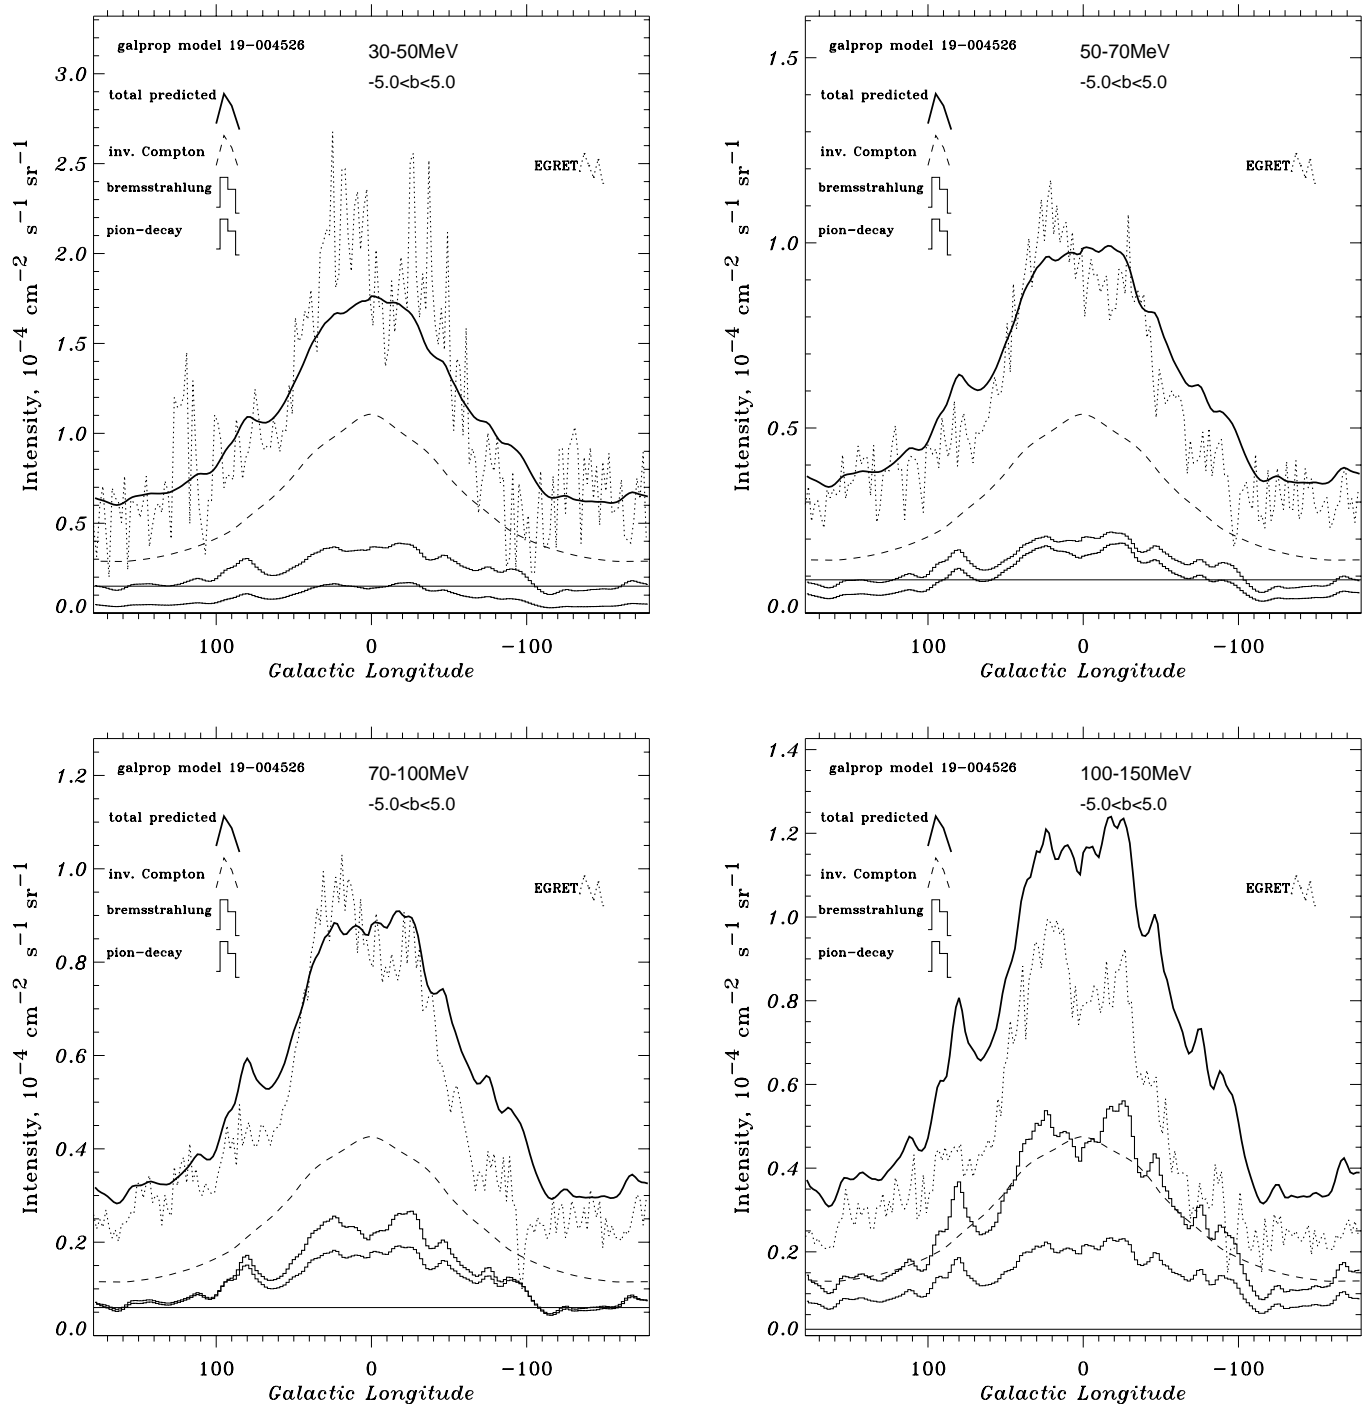 galprop model 19-004526
30-50MeV
-5.0<b<5.0
total predicted
inv. Compton
bremsstrahlung
pion-decay
EGRET
3.0
2.5
2.0
1.5
1.0
0.5
0.0
Intensity, 10−4 cm−2 s−1 sr−1
100 0 −100
Galactic Longitude
galprop model 19-004526
50-70MeV
-5.0<b<5.0
total predicted
inv. Compton
bremsstrahlung
pion-decay
EGRET
1.5
1.0
0.5
0.0
Intensity, 10−4 cm−2 s−1 sr−1
100 0 −100
Galactic Longitude
galprop model 19-004526
70-100MeV
-5.0<b<5.0
total predicted
inv. Compton
bremsstrahlung
pion-decay
EGRET
1.2
1.0
0.8
0.6
0.4
0.2
0.0
Intensity, 10−4 cm−2 s−1 sr−1
100 0 −100
Galactic Longitude
galprop model 19-004526
100-150MeV
-5.0<b<5.0
total predicted
inv. Compton
bremsstrahlung
pion-decay
EGRET
1.4
1.2
1.0
0.8
0.6
0.4
0.2
0.0
Intensity, 10−4 cm−2 s−1 sr−1
100 0 −100
Galactic Longitude